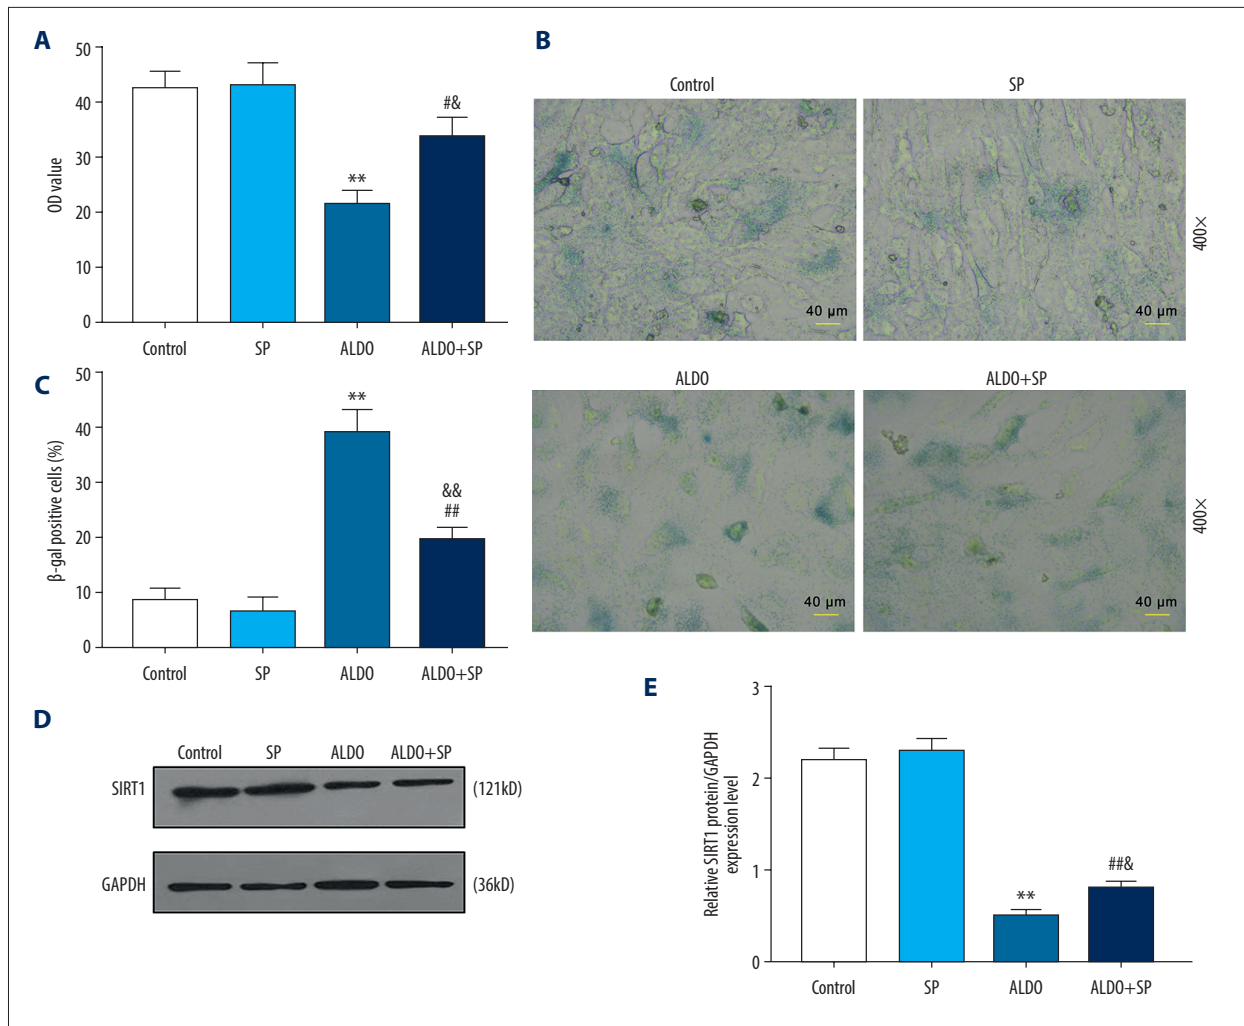 A
50
40
30
20
10
0
OD value
**
#&
Control SP ALDO ALDO+SP
B
Control SP
40 µm 40 µm
400×
ALDO ALDO+SP
40 µm 40 µm
400×
C
50
40
30
20
10
0
β-gal positive cells (%)
**
&&
##
Control SP ALDO ALDO+SP
D
Control SP ALDO ALDO+SP
SIRT1 (121kD)
GAPDH (36kD)
E
3
2
1
0
Relative SIRT1 protein/GAPDH
expression level
**
##&
Control SP ALDO ALDO+SP